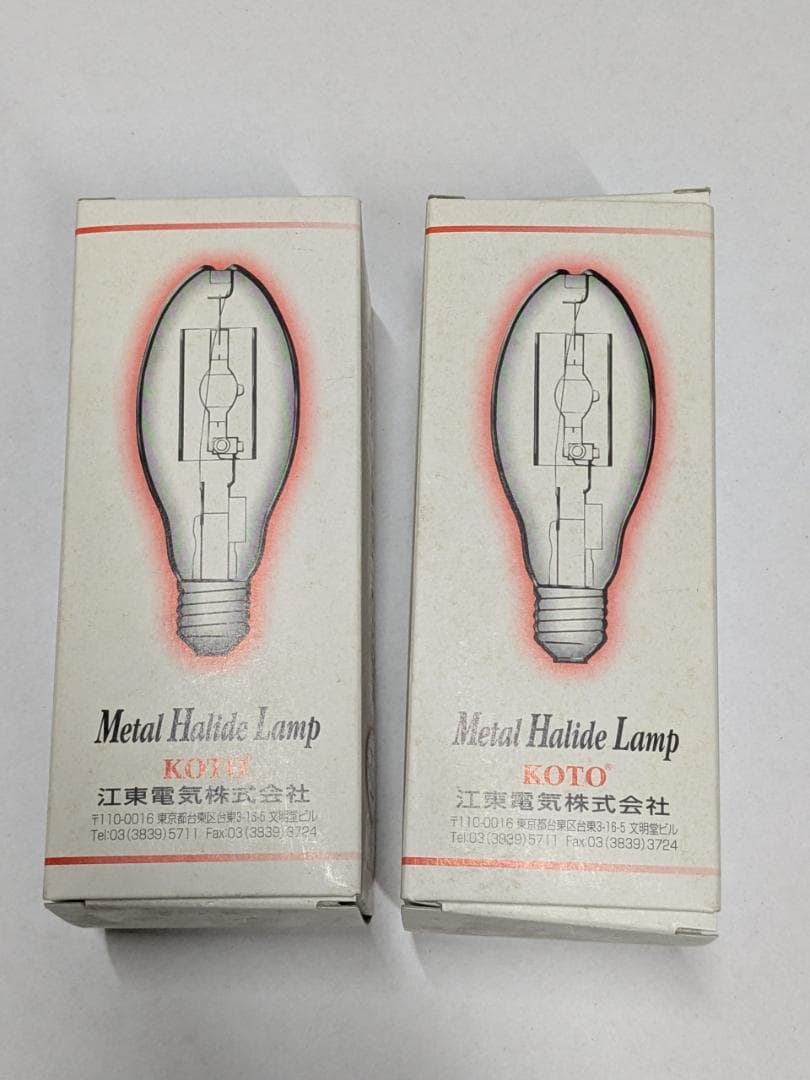 Metal Halide Lamp
KOTO
江東電気株式会社
〒110-0016 東京都台東区台東3-16-5 文明堂ビル
Tel:03(3839)5711 Fax:03(3839)3724
Metal Halide Lamp
KOTO®
江東電気株式会社
〒110-0016 東京都台東区台東3-16-5 文明堂ビル
Tel:03(3839)5711 Fax:03(3839)3724